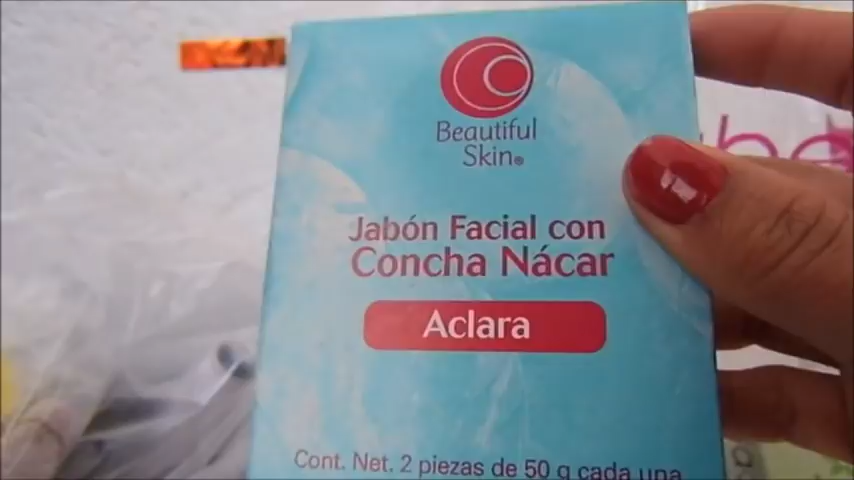 Beautiful
Skin®
Jabón Facial con
Concha Nácar
Aclara
Cont. Net. 2 piezas de 50 g cada una